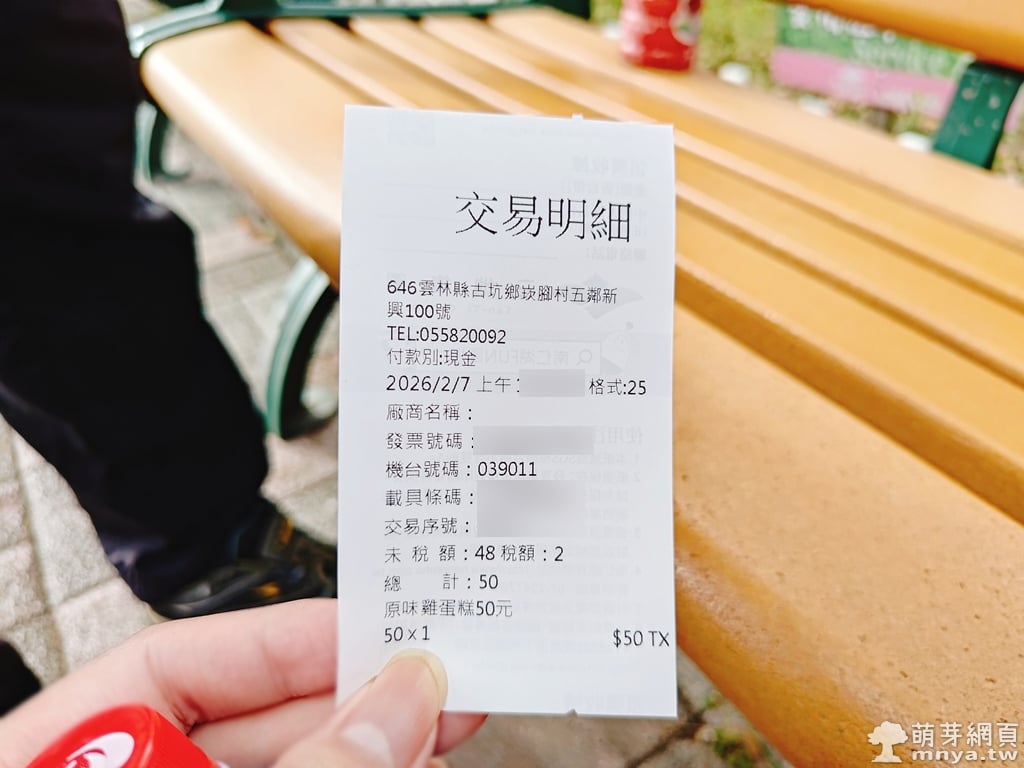 交易明細
646雲林縣古坑鄉崁腳村五鄰新
興100號
TEL:055820092
付款別:現金
2026/2/7 上午 格式:25
廠商名稱：
發票號碼：
機台號碼：039011
載具條碼：
交易序號：
未 稅 額：48 稅額：2
總 計：50
原味雞蛋糕50元
50×1 $50 TX
萌芽網頁
mnya.tw